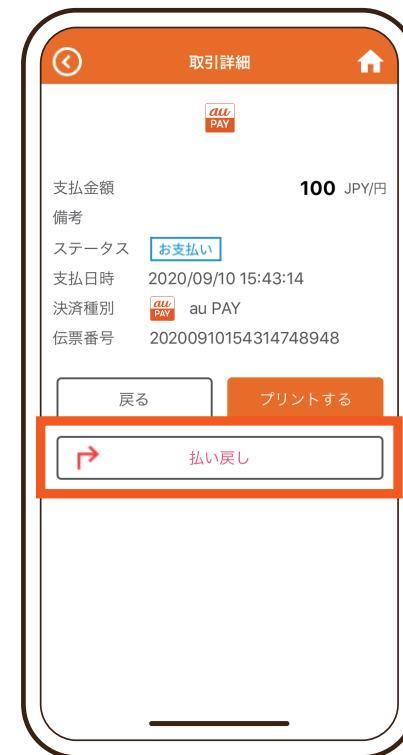 取引詳細
au
PAY
支払金額 100 JPY/円
備考
ステータス お支払い
支払日時 2020/09/10 15:43:14
決済種別 au PAY au PAY
伝票番号 20200910154314748948
戻る プリントする
払い戻し